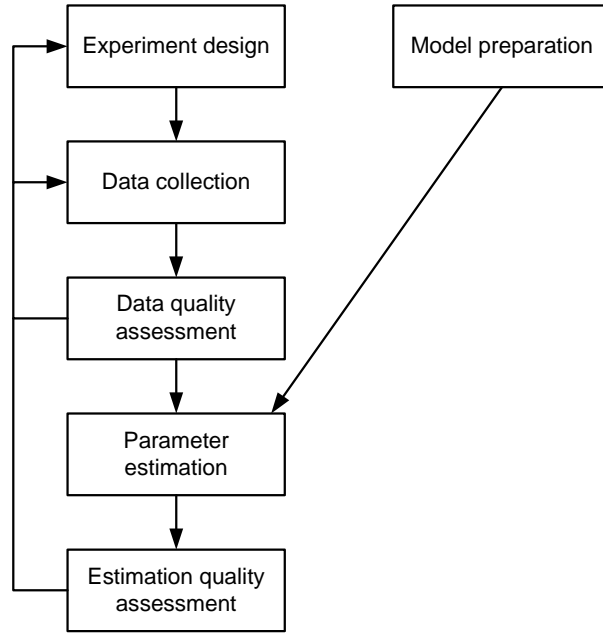 Experiment design
Model preparation
Data collection
Data quality
assessment
Parameter
estimation
Estimation quality
assessment